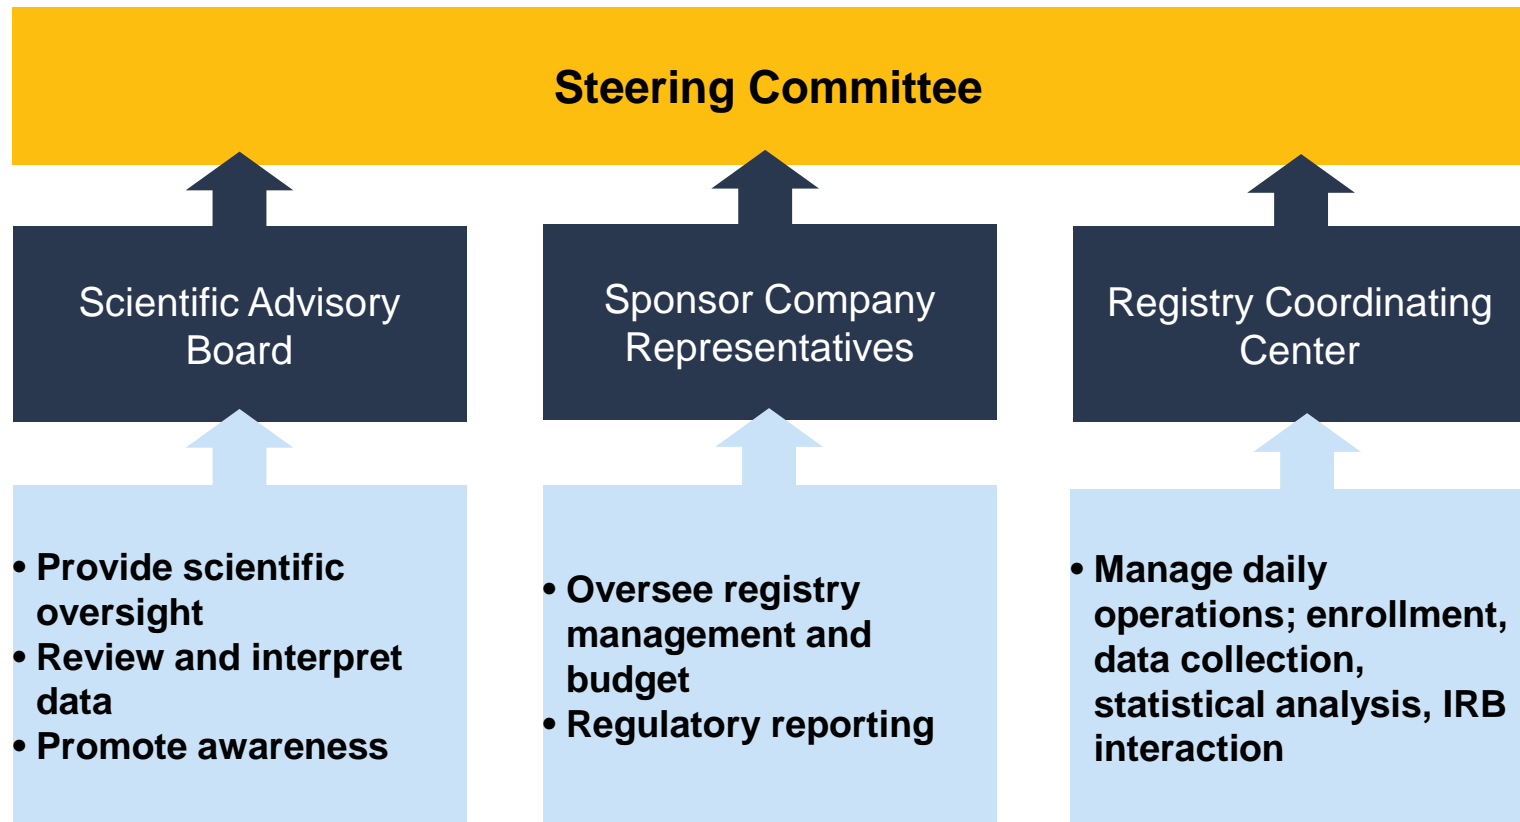 Steering Committee
Scientific Advisory
Board
Sponsor Company
Representatives
Registry Coordinating
Center
• Provide scientific
oversight
• Review and interpret
data
• Promote awareness
• Oversee registry
management and
budget
• Regulatory reporting
• Manage daily
operations; enrollment,
data collection,
statistical analysis, IRB
interaction